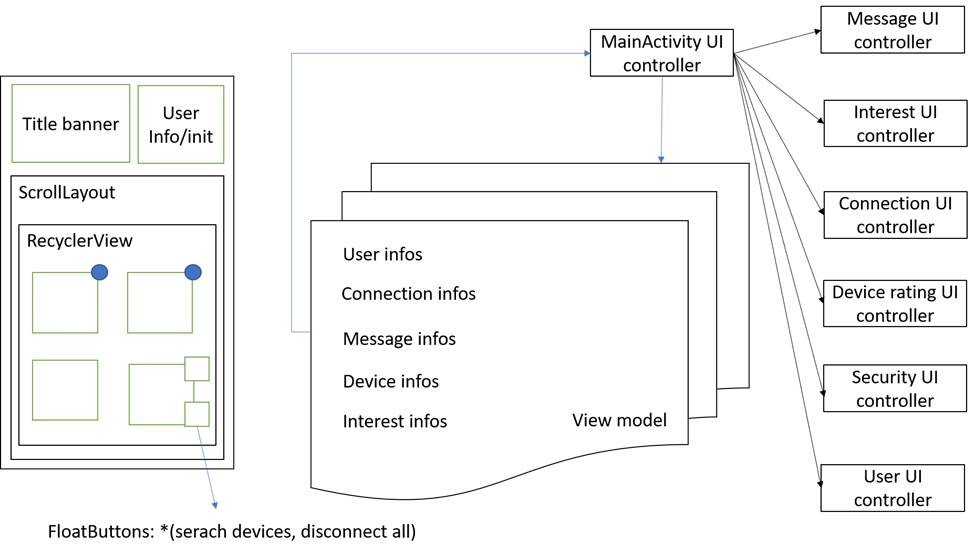 Title banner
User
Info/init
ScrollLayout
RecyclerView
FloatButtons: *(serach devices, disconnect all)
MainActivity UI
controller
User infos
Connection infos
Message infos
Device infos
Interest infos
View model
Message UI
controller
Interest UI
controller
Connection UI
controller
Device rating UI
controller
Security UI
controller
User UI
controller